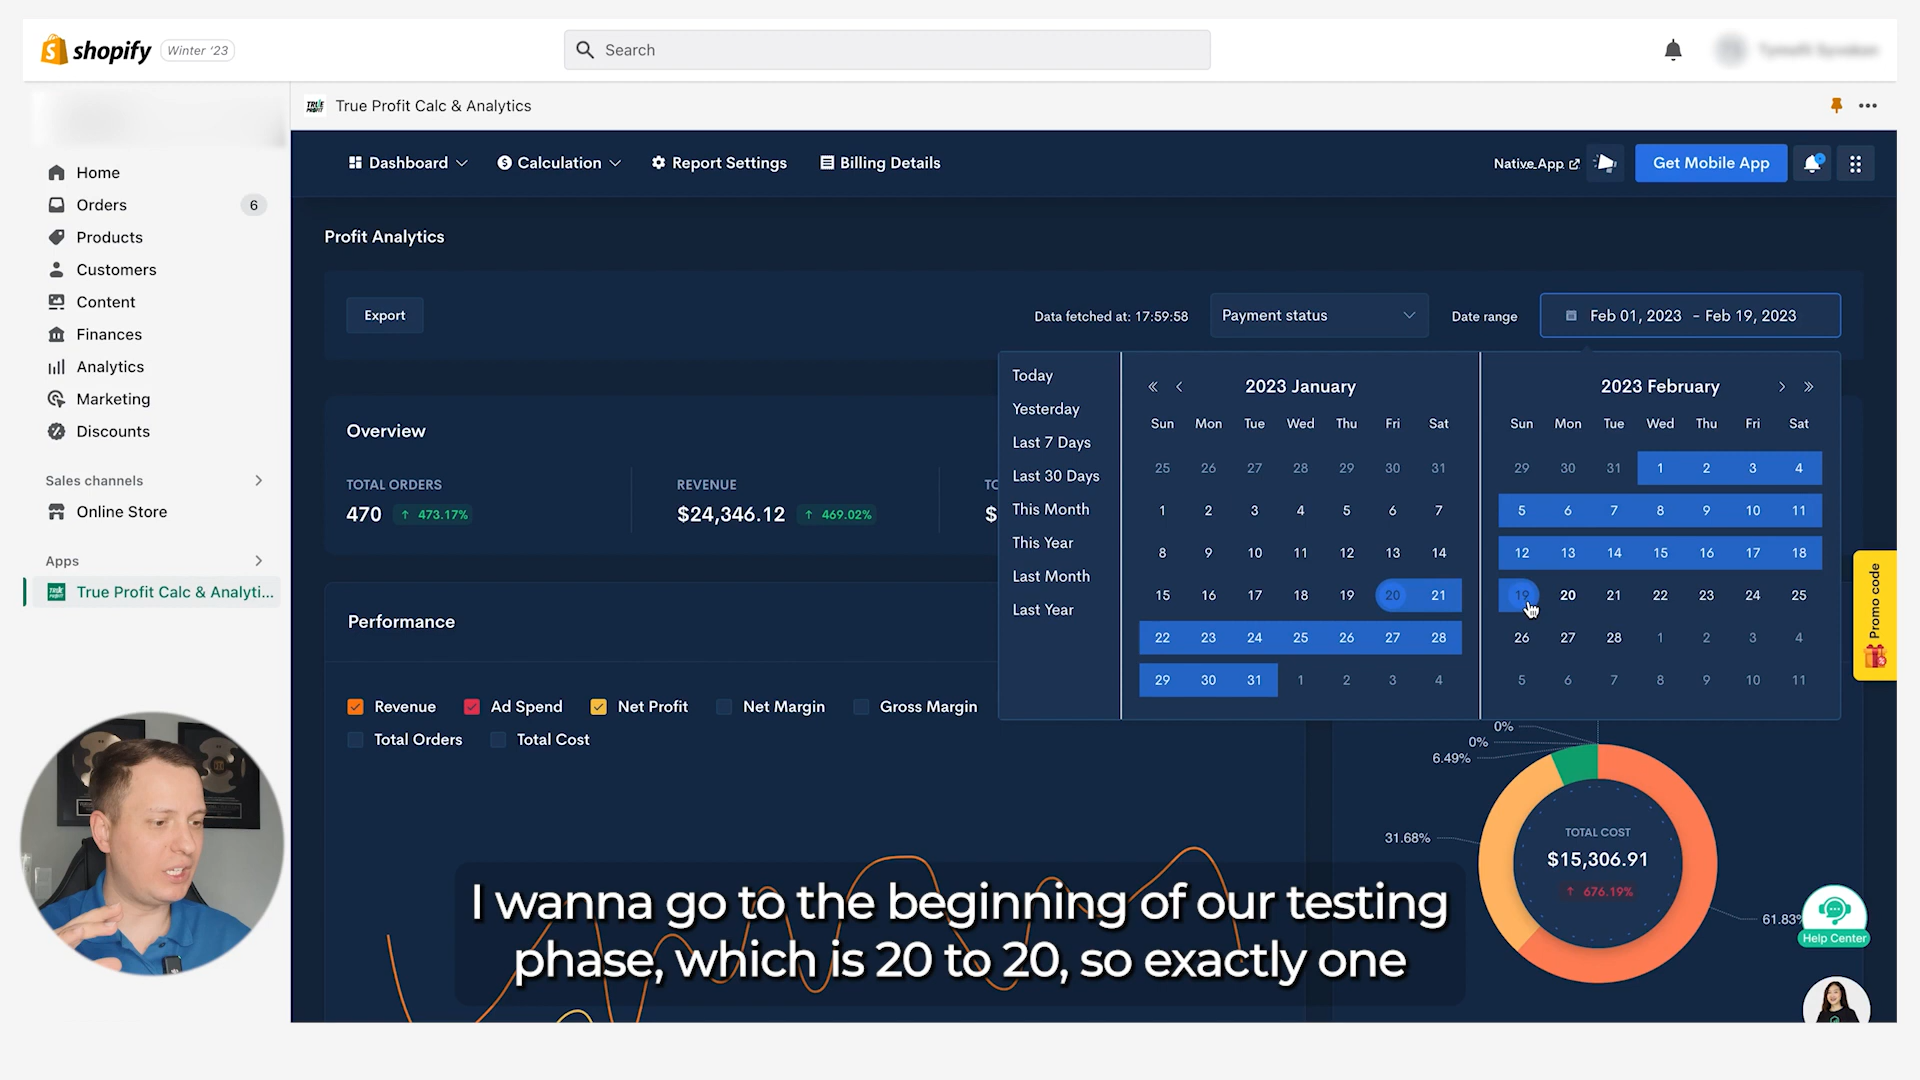 shopify Winter '23
Search
True Profit Calc & Analytics
Home
Orders 6
Products
Customers
Content
Finances
Analytics
Marketing
Discounts
Sales channels
Online Store
Apps
TRUE PROFIT True Profit Calc & Analyti...
Dashboard Calculation Report Settings Billing Details Native App Get Mobile App
Profit Analytics
Export Data fetched at: 17:59:58 Payment status Date range Feb 01, 2023 - Feb 19, 2023
Today
Yesterday
Last 7 Days
Last 30 Days
This Month
This Year
Last Month
Last Year
2023 January
Sun Mon Tue Wed Thu Fri Sat
25 26 27 28 29 30 31
1 2 3 4 5 6 7
8 9 10 11 12 13 14
15 16 17 18 19 20 21
22 23 24 25 26 27 28
29 30 31 1 2 3 4
2023 February
Sun Mon Tue Wed Thu Fri Sat
29 30 31 1 2 3 4
5 6 7 8 9 10 11
12 13 14 15 16 17 18
19 20 21 22 23 24 25
26 27 28 1 2 3 4
5 6 7 8 9 10 11
Overview
TOTAL ORDERS
470 473.17%
REVENUE
$24,346.12 469.02%
TO
$
Promo code
Performance
Revenue Ad Spend Net Profit Net Margin Gross Margin
Total Orders Total Cost
0%
0%
6.49%
31.68%
61.83%
TOTAL COST
$15,306.91
676.19%
Help Center
I wanna go to the beginning of our testing
phase, which is 20 to 20, so exactly one